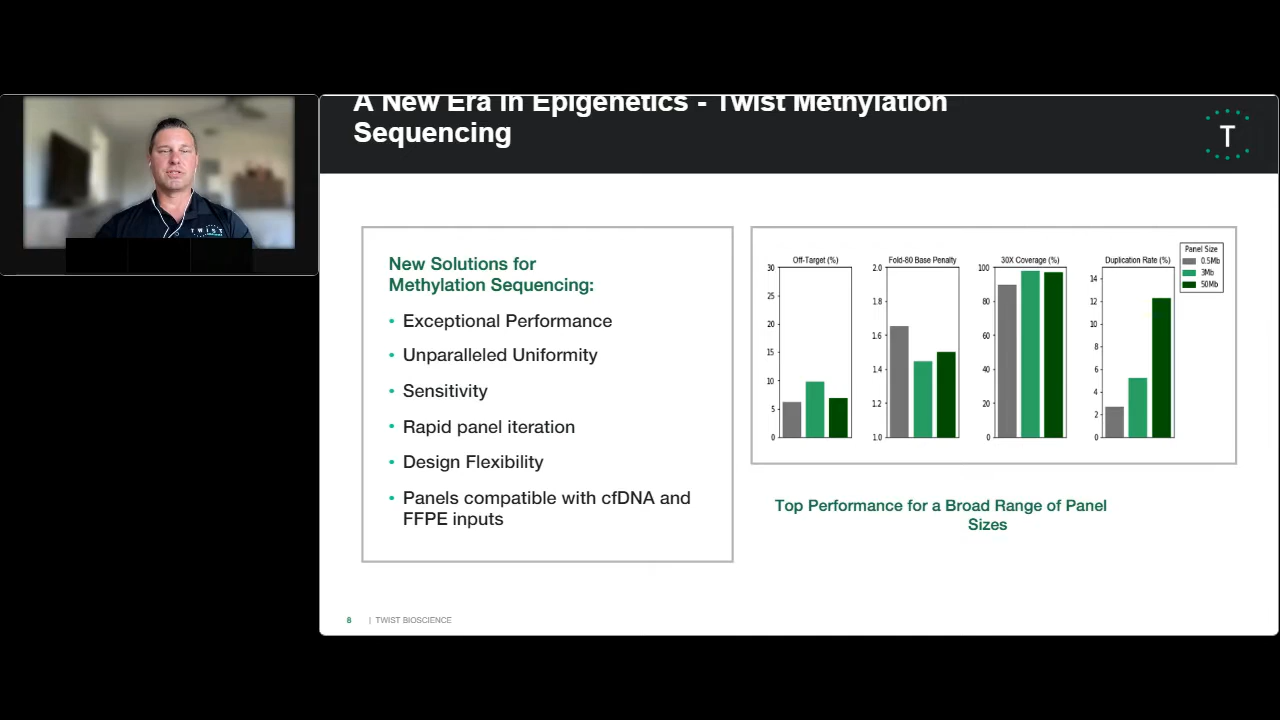 A New Era in Epigenetics - Twist Methylation
Sequencing
T
TWIST
New Solutions for
Methylation Sequencing:
• Exceptional Performance
• Unparalleled Uniformity
• Sensitivity
• Rapid panel iteration
• Design Flexibility
• Panels compatible with cfDNA and
FFPE inputs
Off-Target (%)
30
25
20
15
10
5
0
Fold-80 Base Penalty
2.0
1.8
1.6
1.4
1.2
1.0
30X Coverage (%)
100
80
60
40
20
0
Duplication Rate (%)
14
12
10
8
6
4
2
0
Panel Size
0.5Mb
3Mb
50Mb
Top Performance for a Broad Range of Panel
Sizes
8 | TWIST BIOSCIENCE